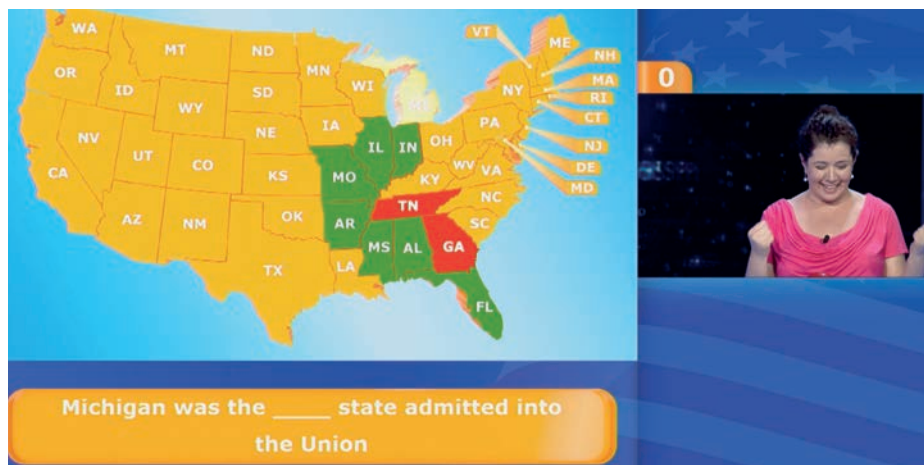 WA
MT
ND
MN
VT
ME
NH
OR
ID
SD
WI
NY
MA
RI
CT
0
WY
IA
PA
NJ
NV
NE
IL
IN
OH
DE
MD
CA
UT
CO
KS
MO
KY
WV
VA
AZ
NM
OK
AR
TN
NC
SC
TX
LA
MS
AL
GA
FL
Michigan was the ____ state admitted into
the Union